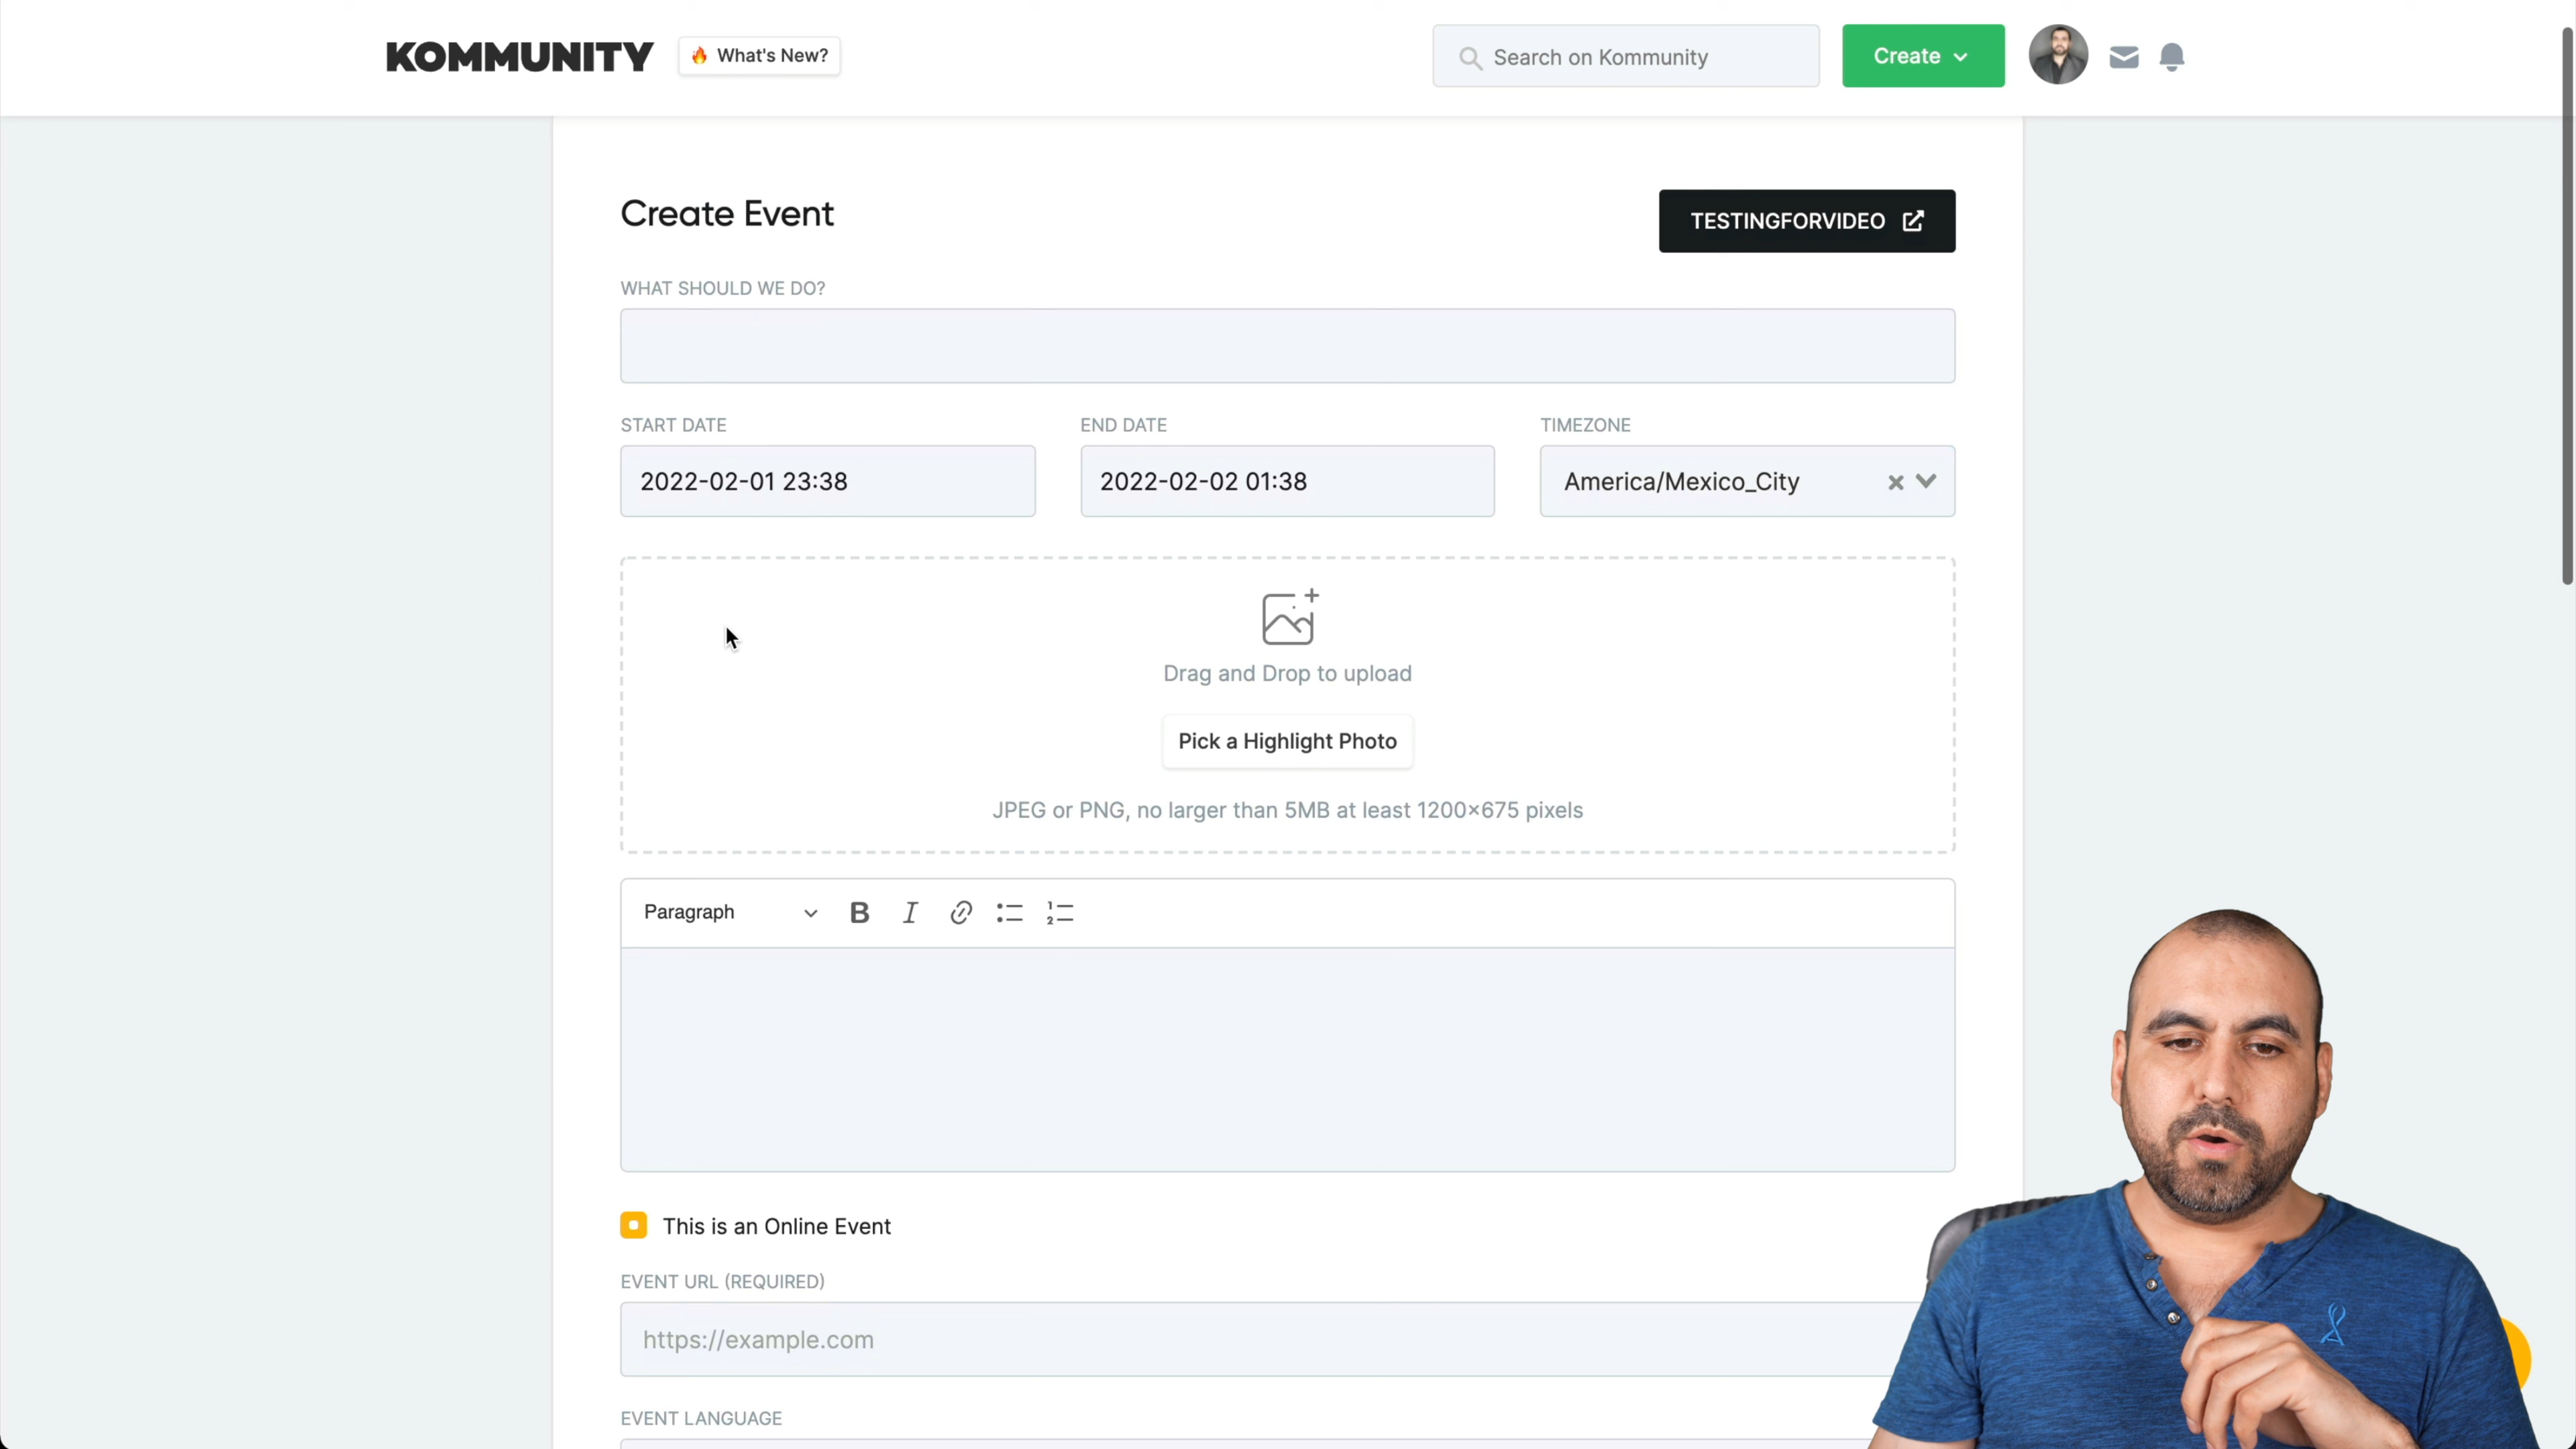 KOMMUNITY
What's New?
Search on Kommunity
Create
Create Event
TESTINGFORVIDEO
WHAT SHOULD WE DO?
START DATE
END DATE
TIMEZONE
2022-02-01 23:38
2022-02-02 01:38
America/Mexico_City
Drag and Drop to upload
Pick a Highlight Photo
JPEG or PNG, no larger than 5MB at least 1200×675 pixels
Paragraph
B I
This is an Online Event
EVENT URL (REQUIRED)
https://example.com
EVENT LANGUAGE